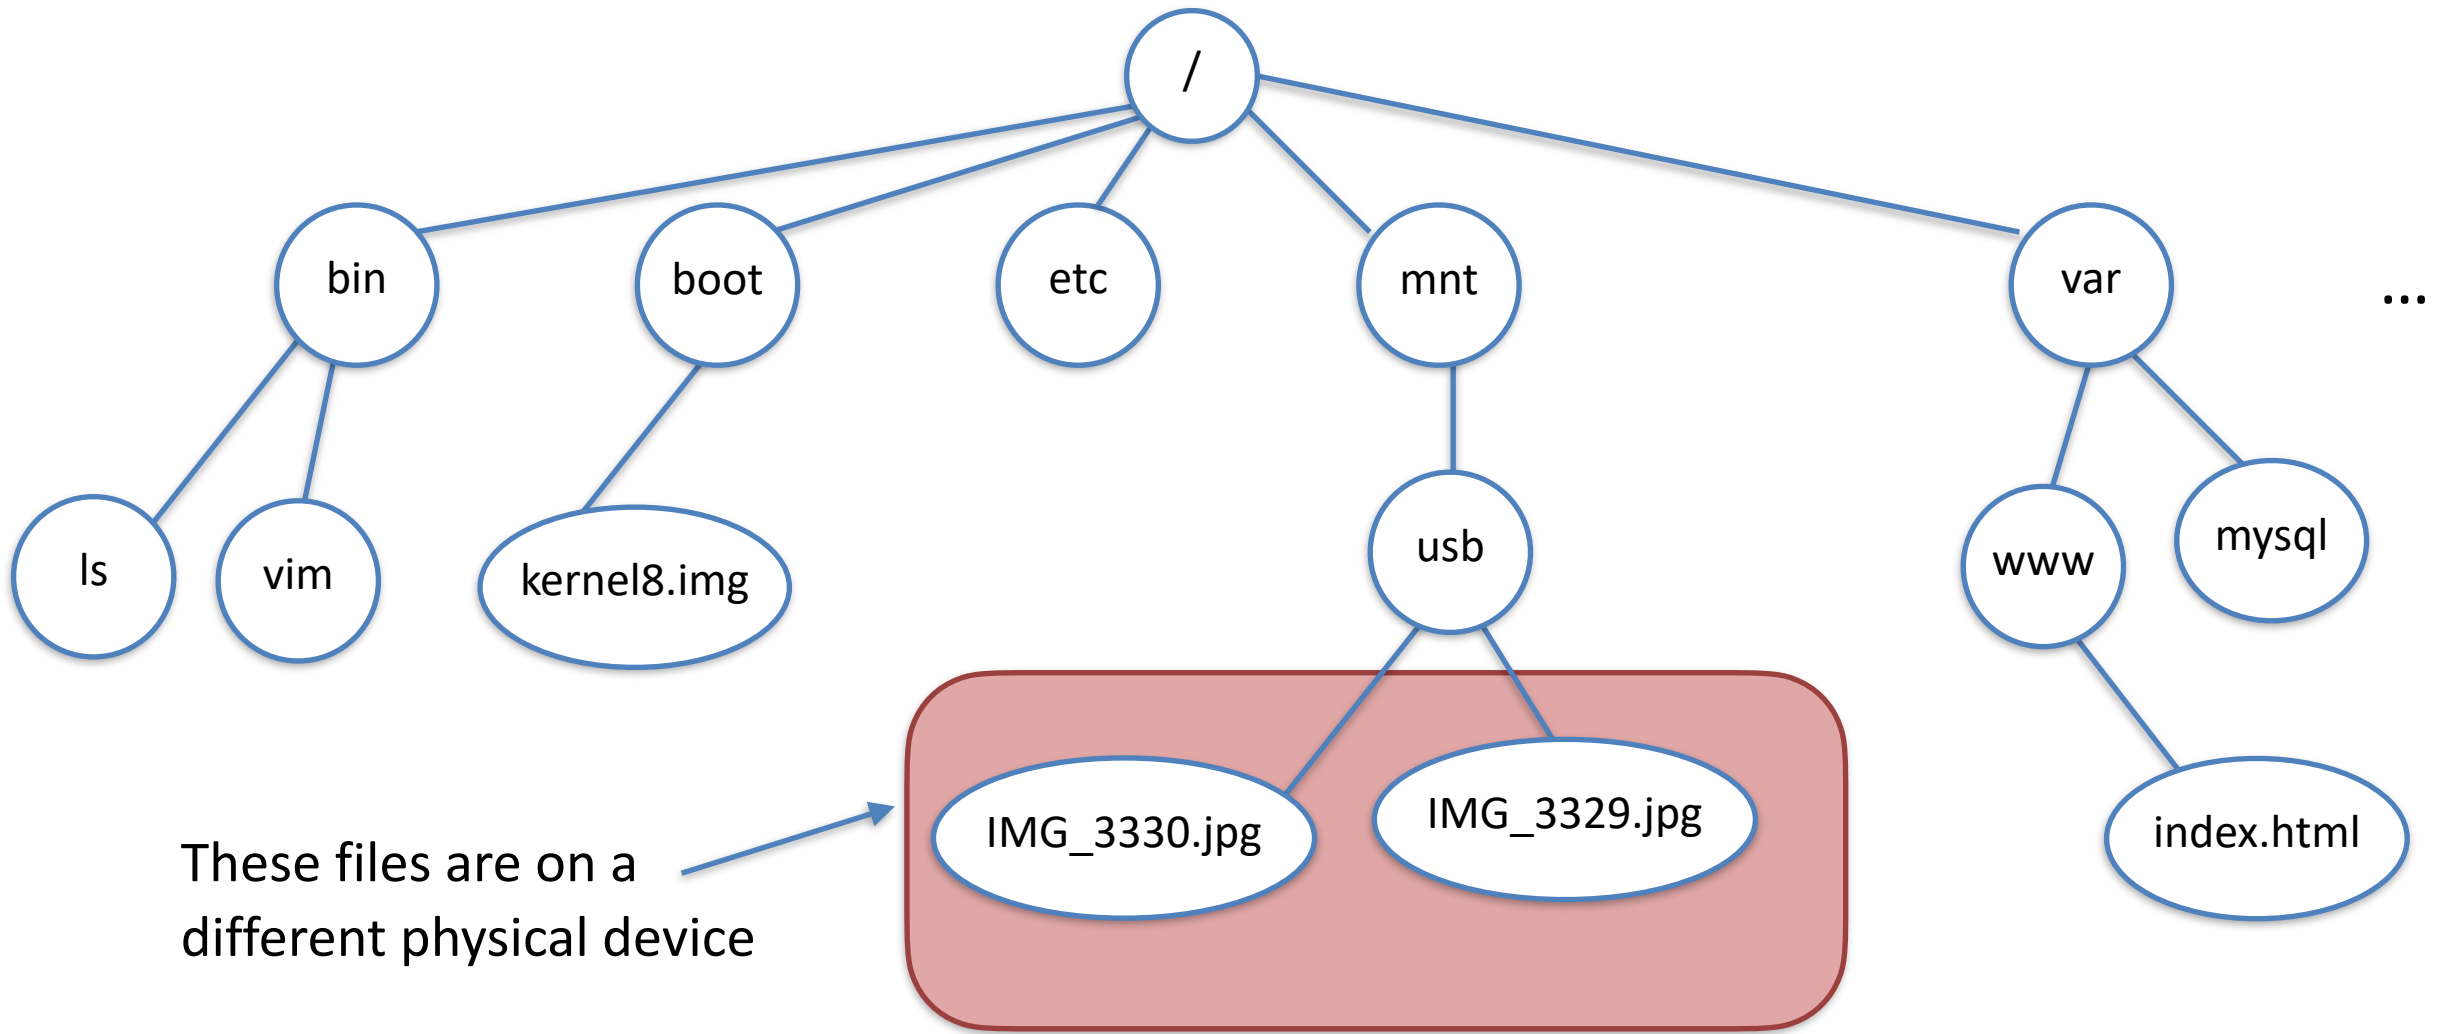 /
bin
boot
etc
mnt
var
...
ls
vim
kernel8.img
usb
www
mysql
IMG_3330.jpg
IMG_3329.jpg
index.html
These files are on a
different physical device